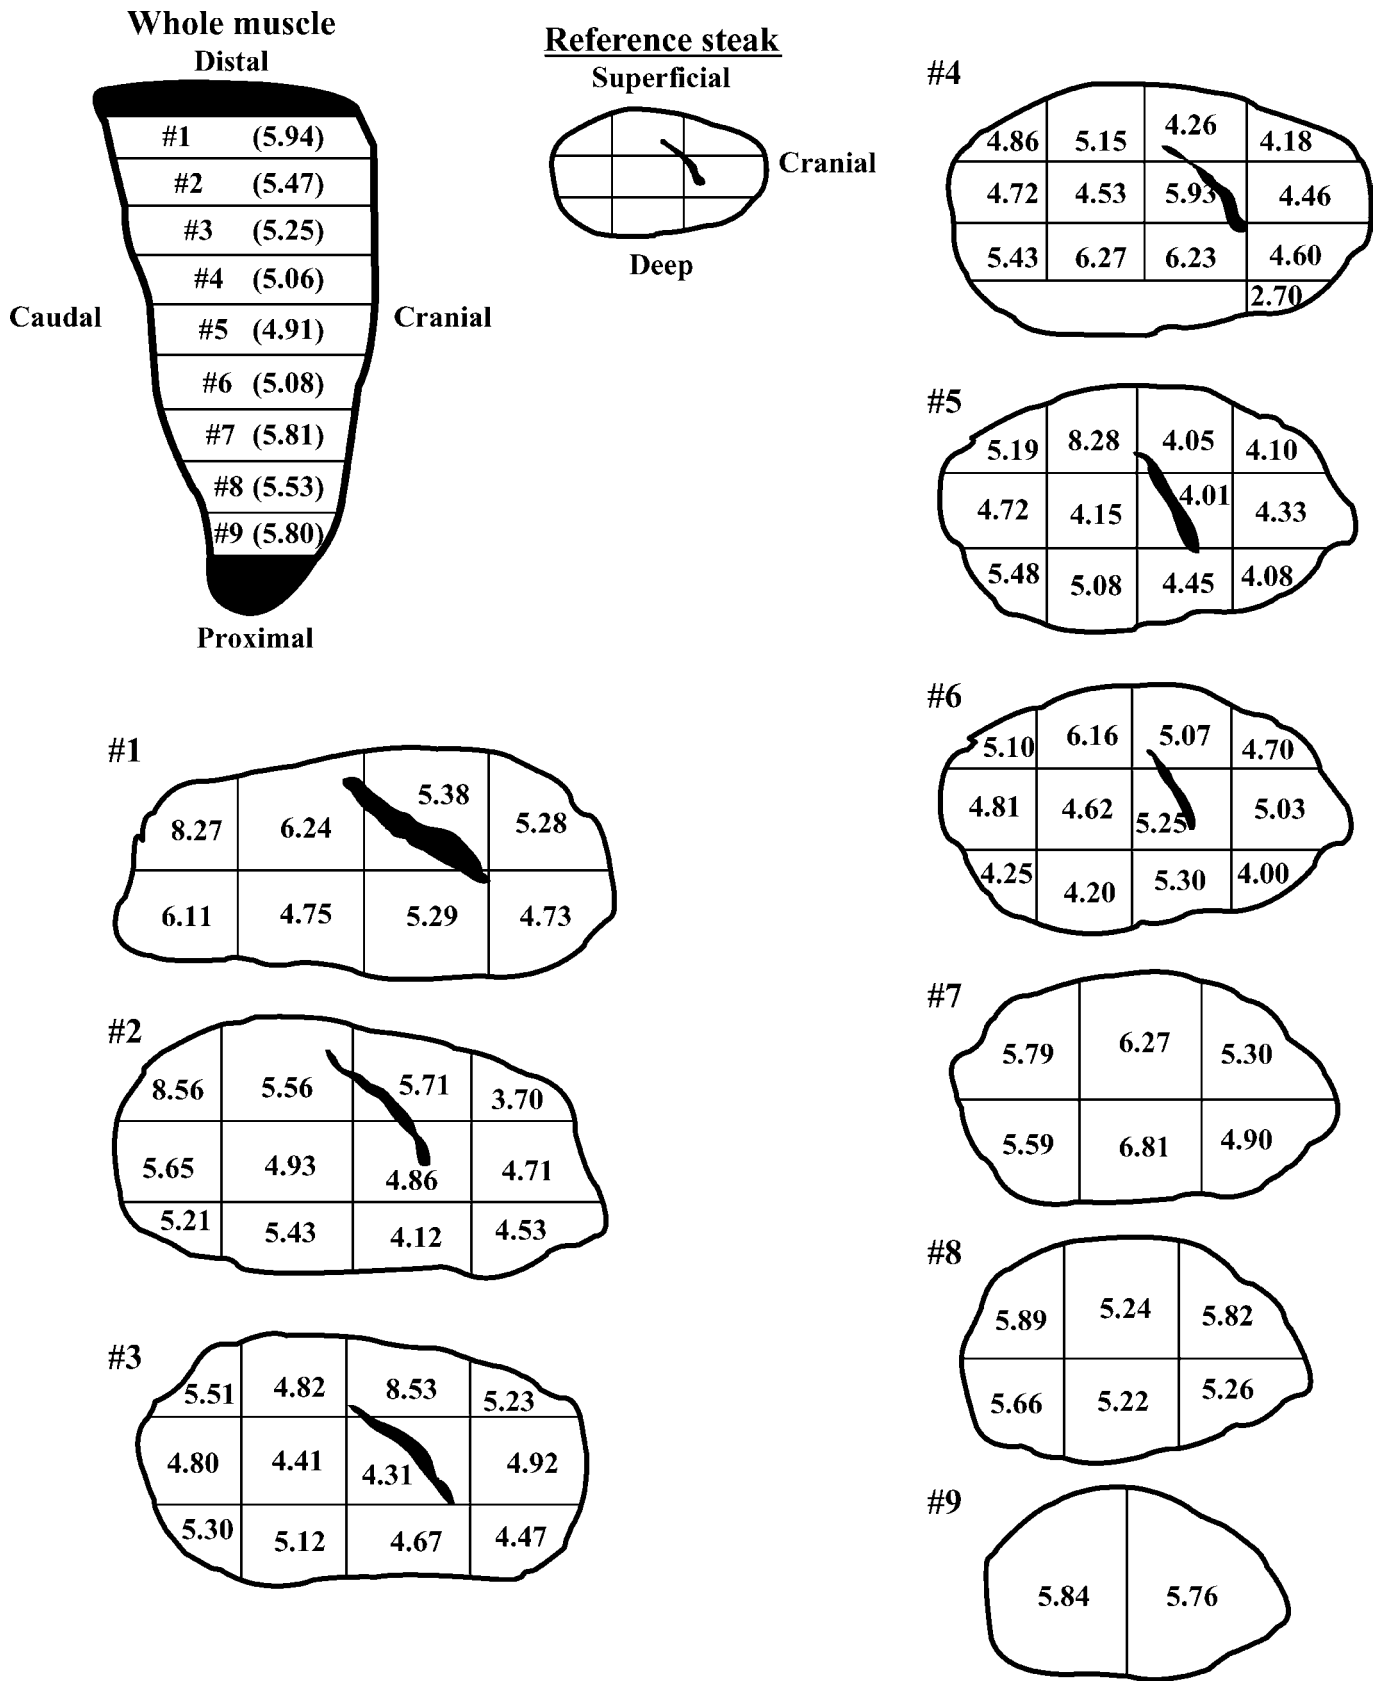 Whole muscle
Distal
#1 (5.94)
#2 (5.47)
#3 (5.25)
#4 (5.06)
Caudal #5 (4.91) Cranial
#6 (5.08)
#7 (5.81)
#8 (5.53)
#9 (5.80)
Proximal
Reference steak
Superficial
Cranial
Deep
#1
8.27 6.24 5.38 5.28
6.11 4.75 5.29 4.73
#2
8.56 5.56 5.71 3.70
5.65 4.93 4.86 4.71
5.21 5.43 4.12 4.53
#3
5.51 4.82 8.53 5.23
4.80 4.41 4.31 4.92
5.30 5.12 4.67 4.47
#4
4.86 5.15 4.26 4.18
4.72 4.53 5.93 4.46
5.43 6.27 6.23 4.60
2.70
#5
5.19 8.28 4.05 4.10
4.72 4.15 4.01 4.33
5.48 5.08 4.45 4.08
#6
5.10 6.16 5.07 4.70
4.81 4.62 5.25 5.03
4.25 4.20 5.30 4.00
#7
5.79 6.27 5.30
5.59 6.81 4.90
#8
5.89 5.24 5.82
5.66 5.22 5.26
#9
5.84 5.76